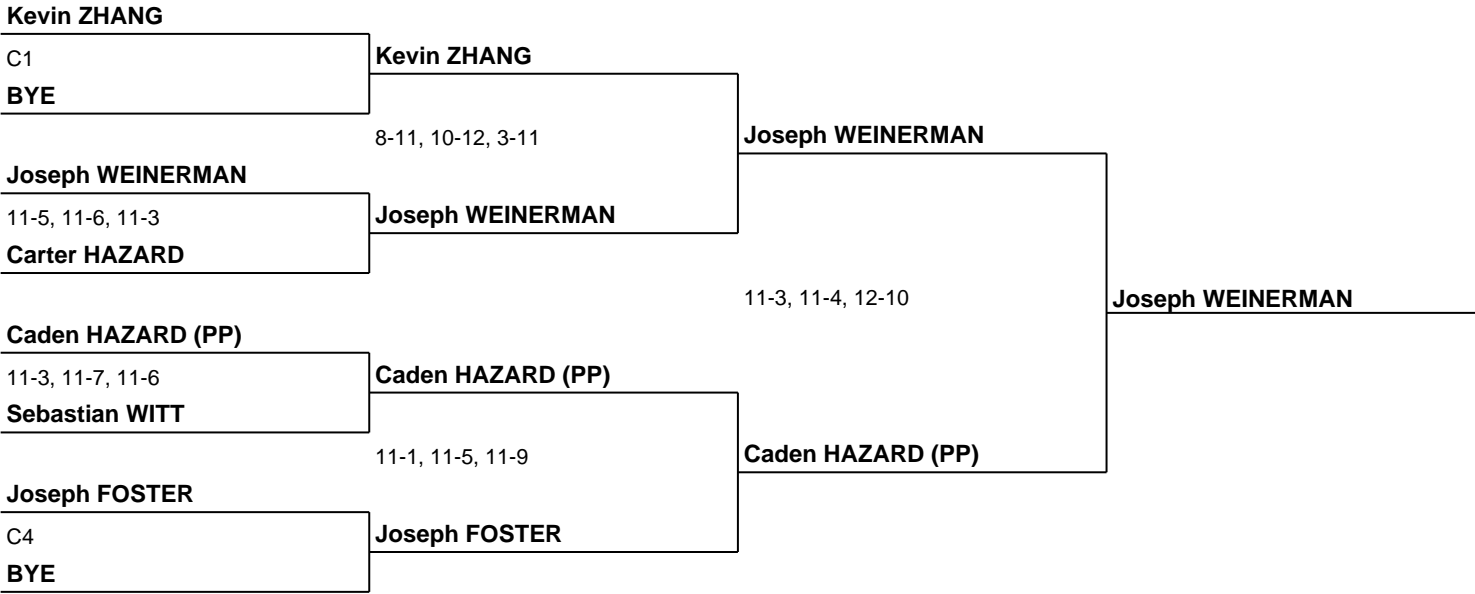 Kevin ZHANG
C1
BYE
Kevin ZHANG
8-11, 10-12, 3-11
Joseph WEINERMAN
Joseph WEINERMAN
11-5, 11-6, 11-3
Carter HAZARD
Joseph WEINERMAN
11-3, 11-4, 12-10
Joseph WEINERMAN
Caden HAZARD (PP)
11-3, 11-7, 11-6
Sebastian WITT
Caden HAZARD (PP)
11-1, 11-5, 11-9
Caden HAZARD (PP)
Joseph FOSTER
C4
BYE
Joseph FOSTER